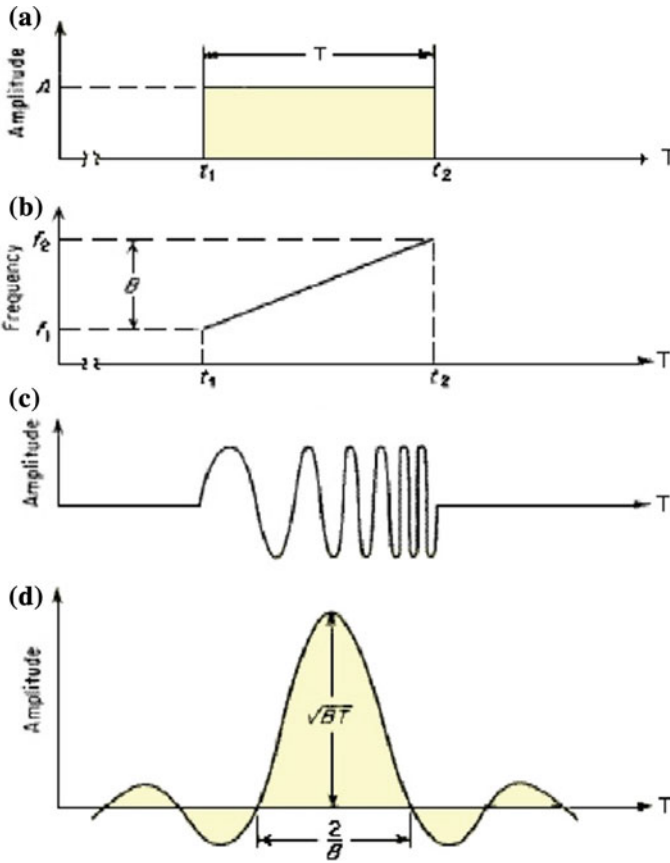 (a)
Amplitude
A
T
t₁
t₂
T
(b)
Frequency
f₂
B
f₁
t₁
t₂
T
(c)
Amplitude
T
(d)
Amplitude
√BT
T
2/B